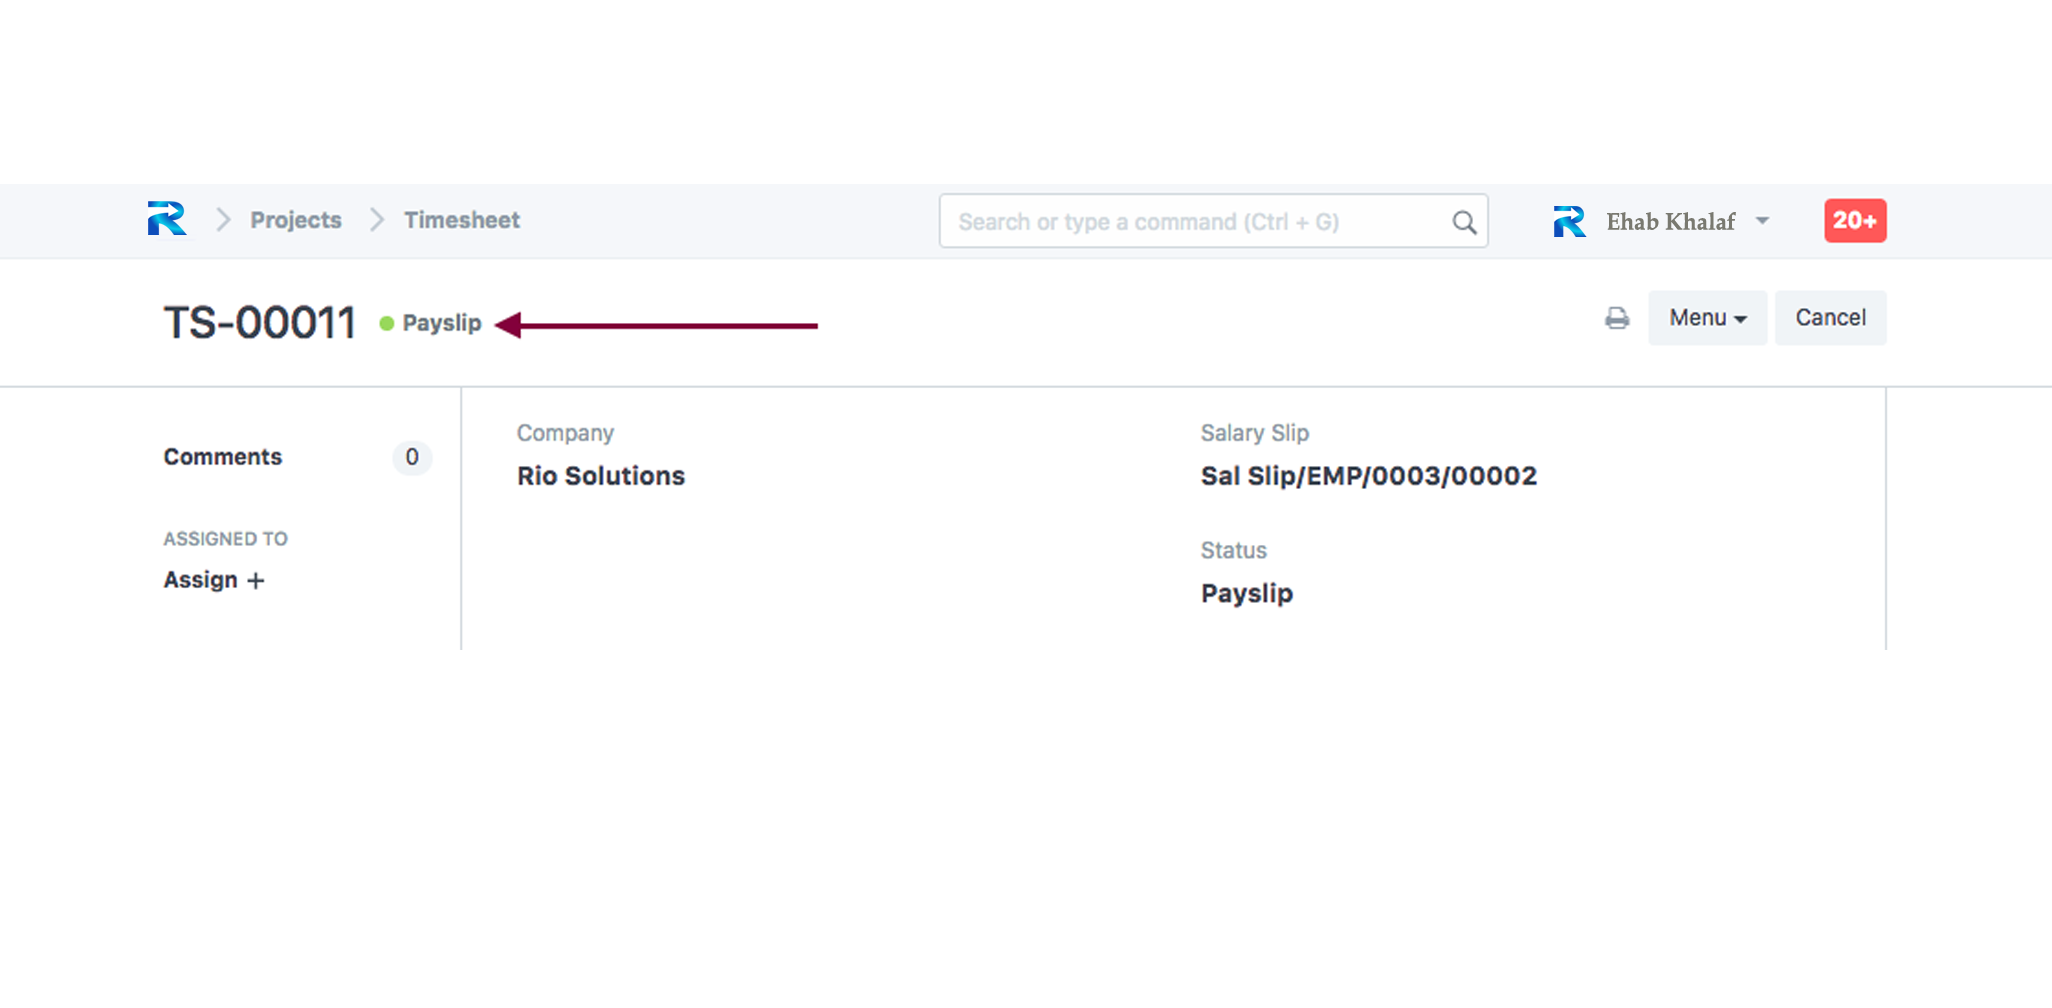 Projects
Timesheet
Search or type a command (Ctrl + G)
Ehab Khalaf
20+
TS-00011
Payslip
Menu
Cancel
Comments
0
Company
Rio Solutions
Salary Slip
Sal Slip/EMP/0003/00002
ASSIGNED TO
Assign +
Status
Payslip